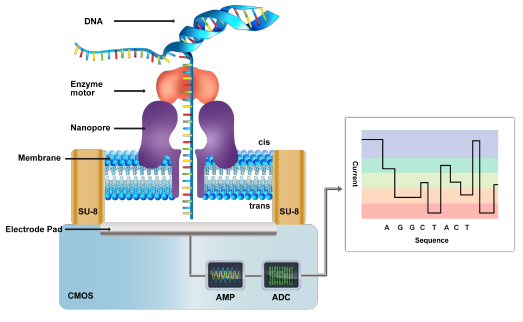 DNA
Enzyme
motor
Nanopore
cis
Membrane
trans
SU-8
SU-8
Electrode Pad
CMOS
AMP
ADC
Current
A G G C T A C T
Sequence